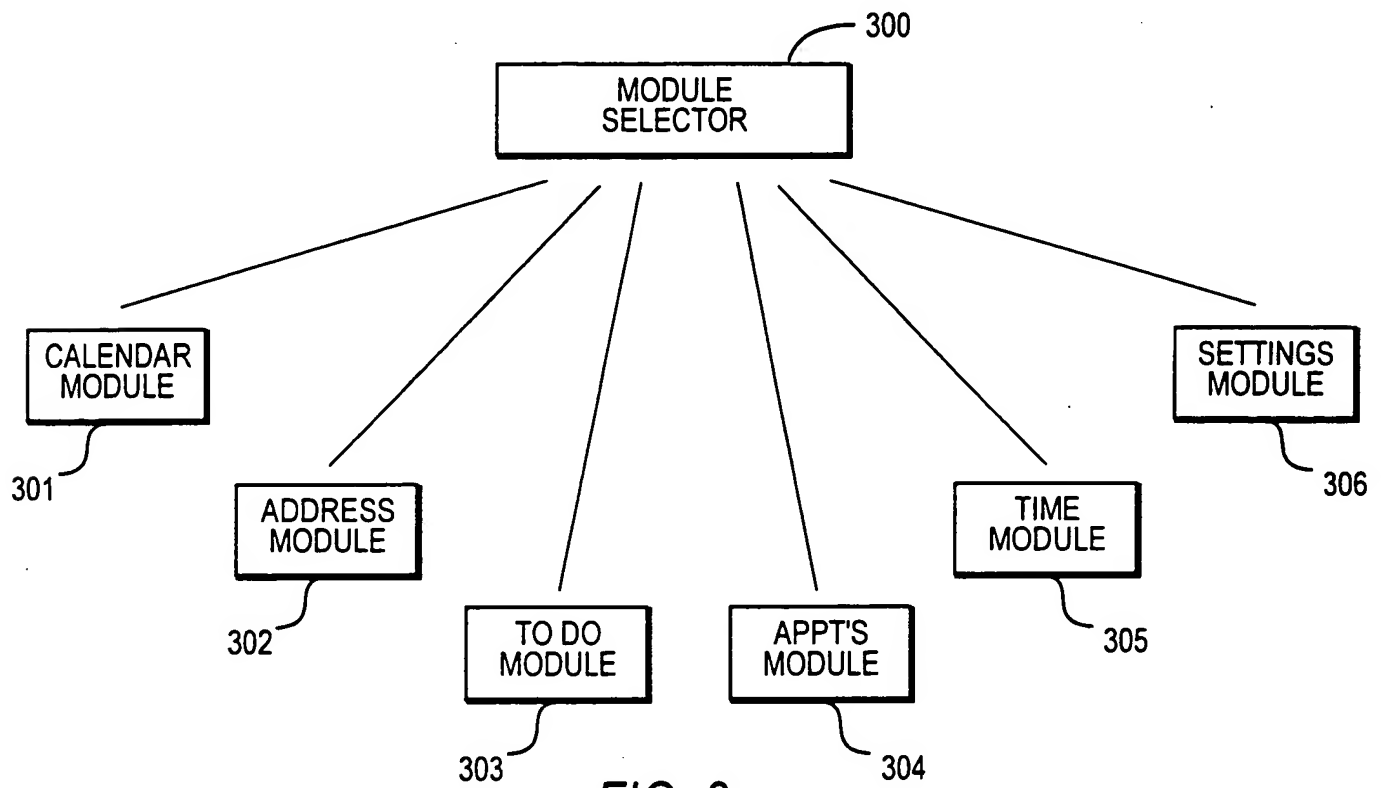 300
MODULE
SELECTOR
CALENDAR
MODULE
301
SETTINGS
MODULE
306
ADDRESS
MODULE
302
TIME
MODULE
305
TO DO
MODULE
303
APPT'S
MODULE
304